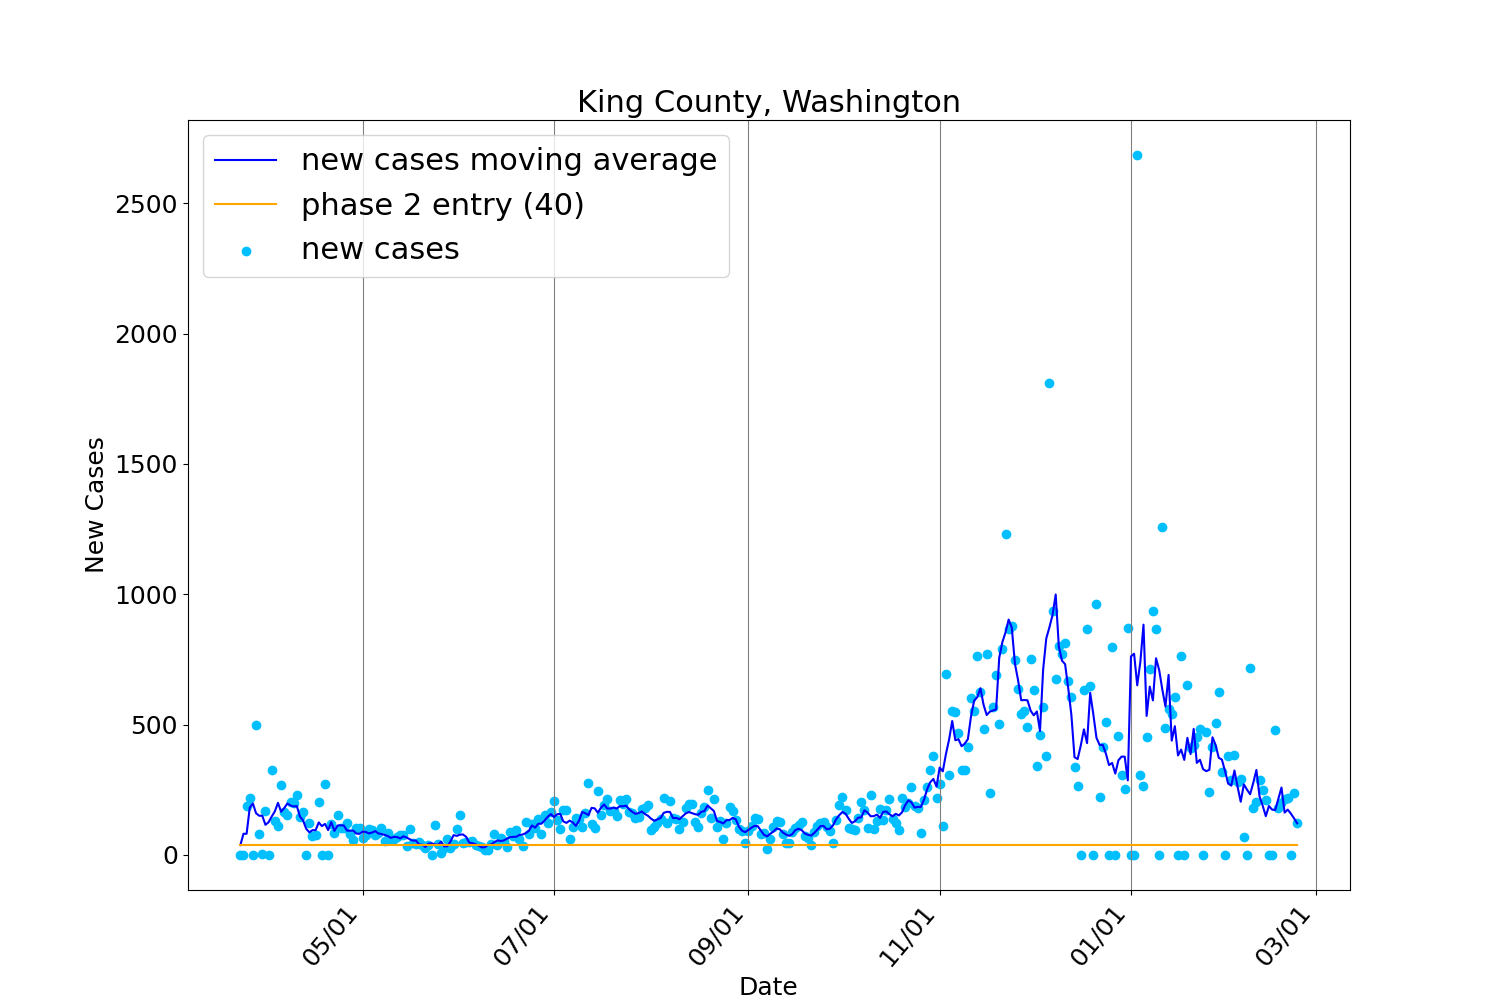 King County, Washington
new cases moving average
phase 2 entry (40)
new cases
2500
2000
1500
1000
500
0
New Cases
05/01
07/01
09/01
11/01
01/01
03/01
Date